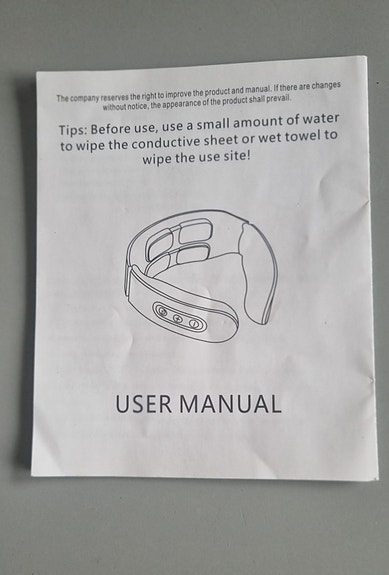 The company reserves the right to improve the product and manual. If there are changes
without notice, the appearance of the product shall prevail.
Tips: Before use, use a small amount of water
to wipe the conductive sheet or wet towel to
wipe the use site!
USER MANUAL